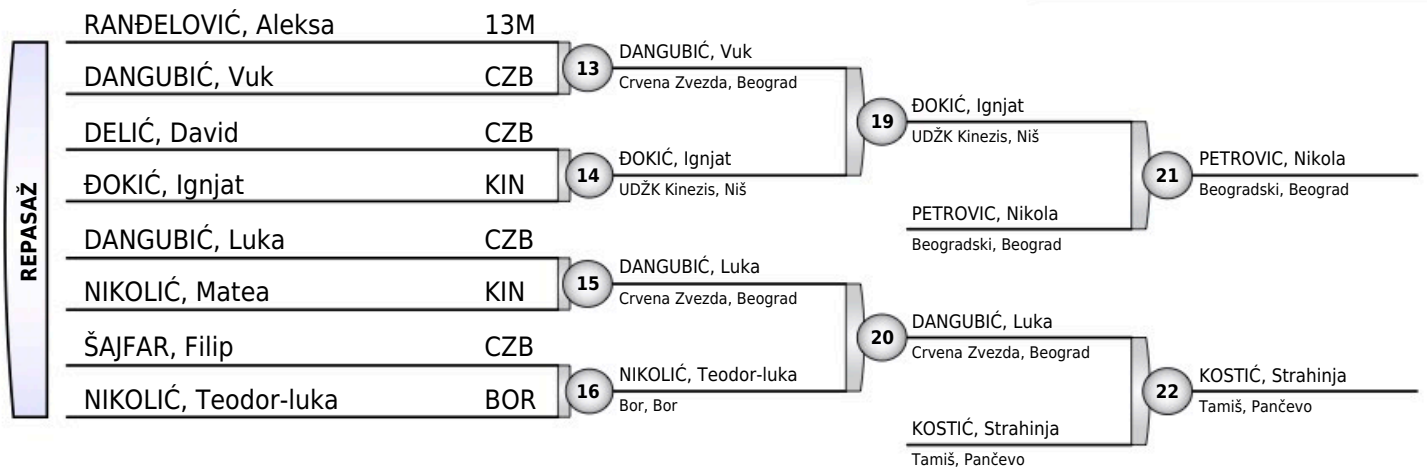 REPASAŽ
RANĐELOVIĆ, Aleksa 13M
DANGUBIĆ, Vuk CZB
DELIĆ, David CZB
ĐOKIĆ, Ignjat KIN
DANGUBIĆ, Luka CZB
NIKOLIĆ, Matea KIN
ŠAJFAR, Filip CZB
NIKOLIĆ, Teodor-luka BOR
13
DANGUBIĆ, Vuk
Crvena Zvezda, Beograd
14
ĐOKIĆ, Ignjat
UDŽK Kinezis, Niš
15
DANGUBIĆ, Luka
Crvena Zvezda, Beograd
16
NIKOLIĆ, Teodor-luka
Bor, Bor
19
ĐOKIĆ, Ignjat
UDŽK Kinezis, Niš
PETROVIC, Nikola
Beogradski, Beograd
20
DANGUBIĆ, Luka
Crvena Zvezda, Beograd
KOSTIĆ, Strahinja
Tamiš, Pančevo
21
PETROVIC, Nikola
Beogradski, Beograd
22
KOSTIĆ, Strahinja
Tamiš, Pančevo